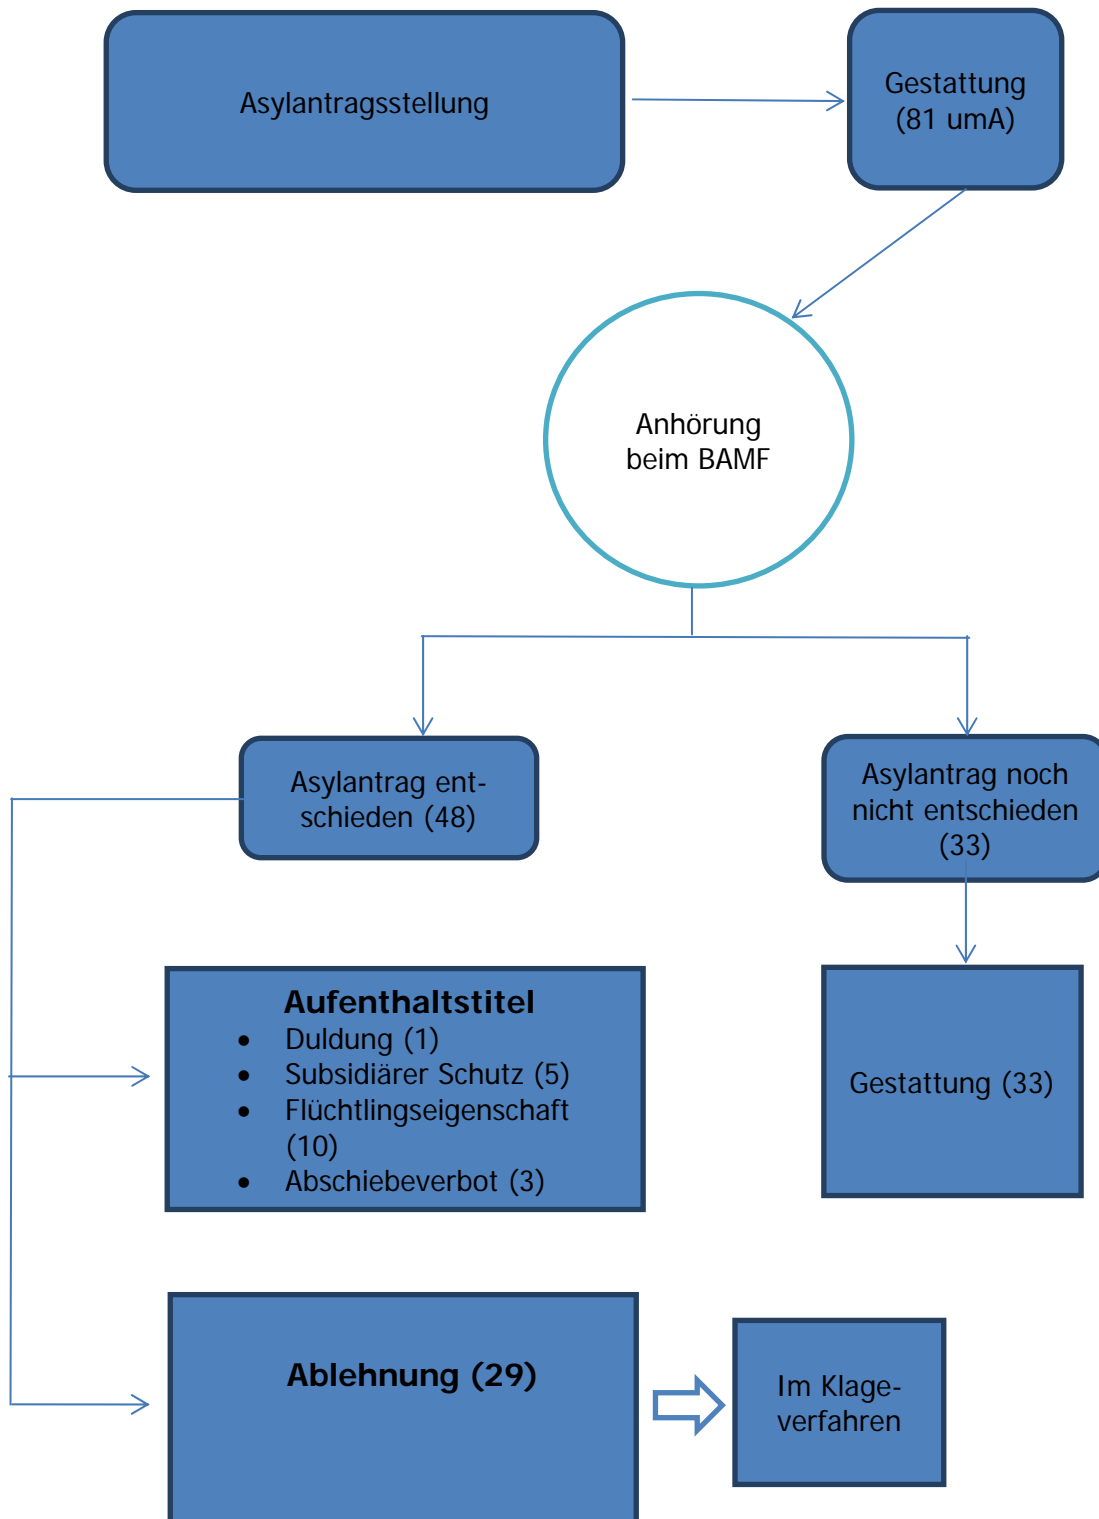 Asylantragsstellung
Gestattung
(81 umA)
Anhörung
beim BAMF
Asylantrag ent-
schieden (48)
Asylantrag noch
nicht entschieden
(33)
Aufenthaltstitel
• Duldung (1)
• Subsidiärer Schutz (5)
• Flüchtlingseigenschaft
(10)
• Abschiebeverbot (3)
Gestattung (33)
Ablehnung (29)
Im Klage-
verfahren